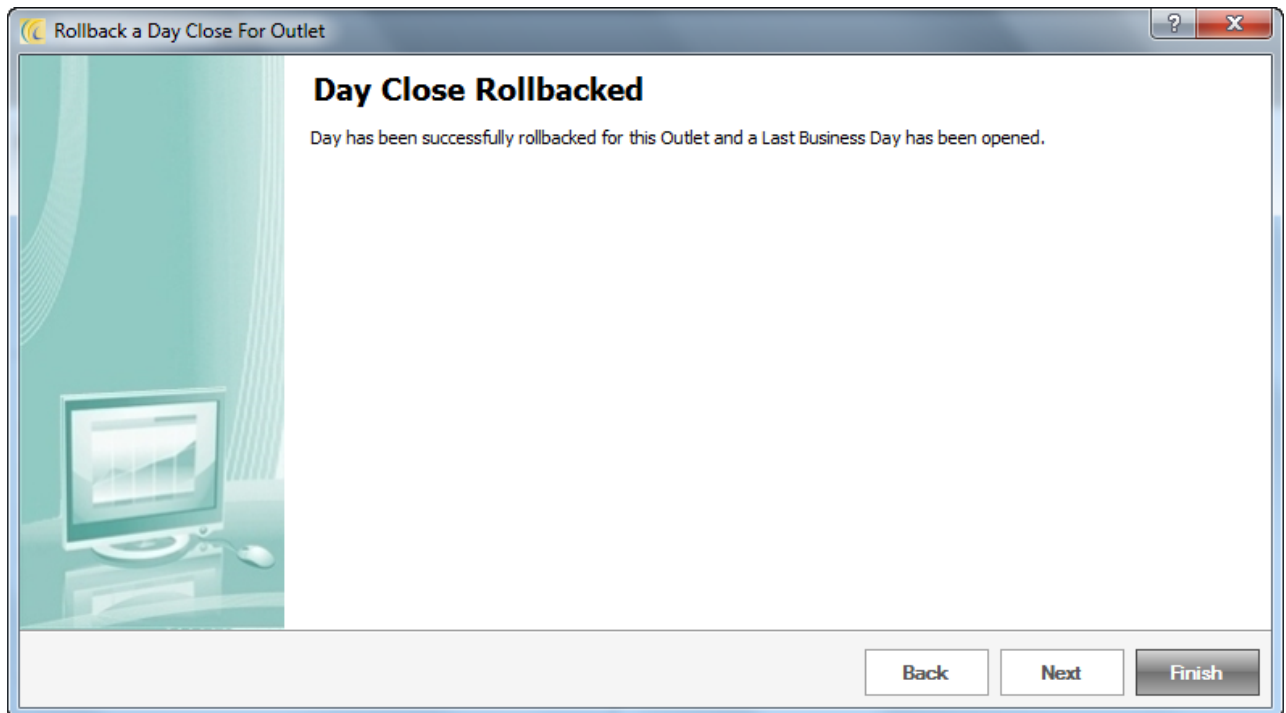 Rollback a Day Close For Outlet
?
X
Day Close Rollbacked
Day has been successfully rollbacked for this Outlet and a Last Business Day has been opened.
Back
Next
Finish